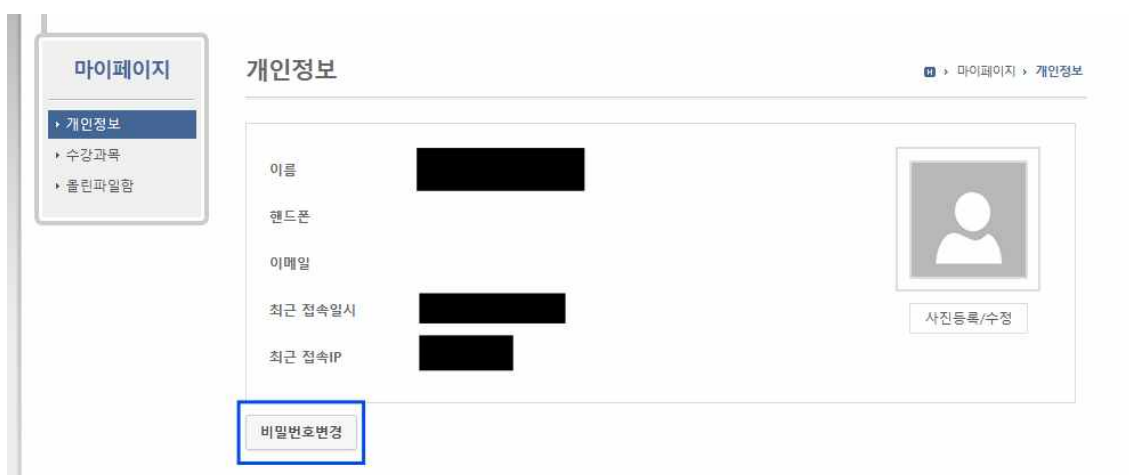 마이페이지
개인정보
수강과목
올린파일함
개인정보
H › 마이페이지 › 개인정보
이름
핸드폰
이메일
최근 접속일시
최근 접속IP
사진등록/수정
비밀번호변경